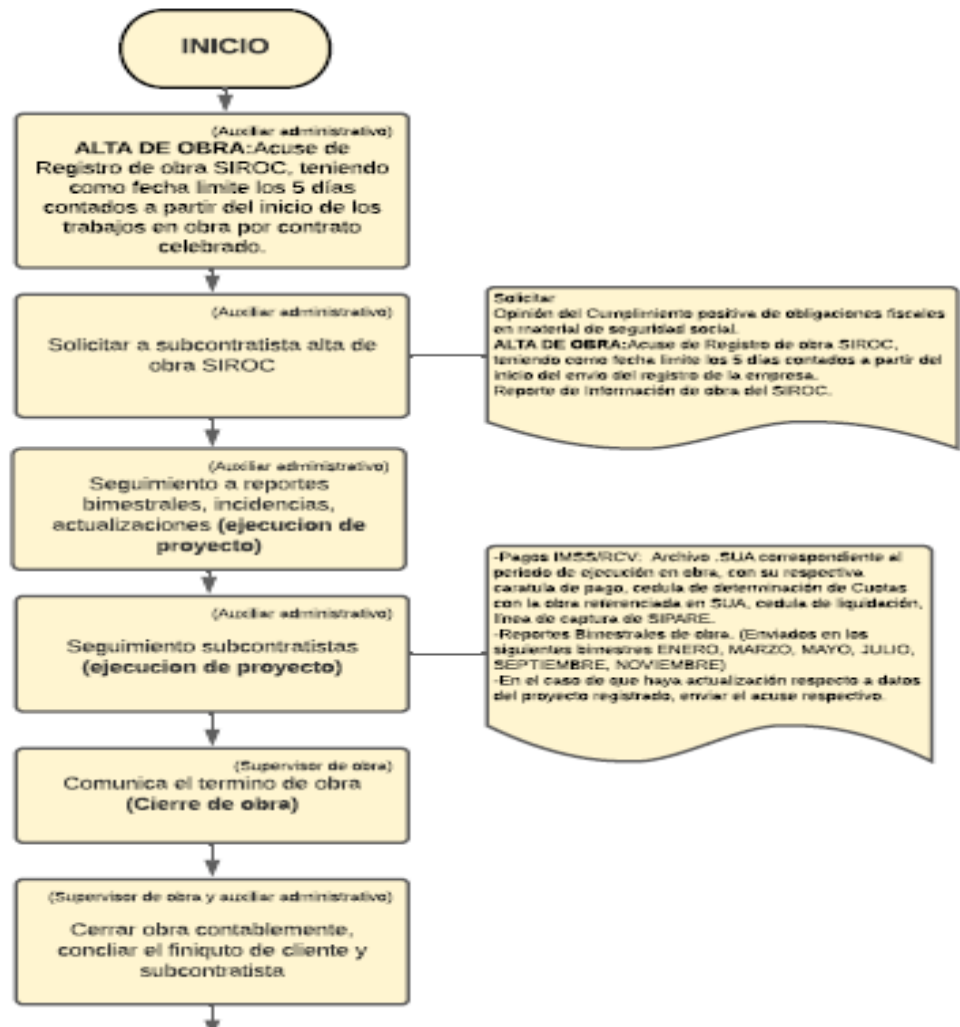 INICIO
(Auxiliar administrativo)
ALTA DE OBRA:Acuse de
Registro de obra SIROC, teniendo
como fecha limite los 5 días
contados a partir del inicio de los
trabajos en obra por contrato
celebrado.
(Auxiliar administrativo)
Solicitar a subcontratista alta de
obra SIROC
Solicitar
Opinión del Cumplimiento positiva de obligaciones fiscales
en material de seguridad social.
ALTA DE OBRA:Acuse de Registro de obra SIROC,
teniendo como fecha limite los 5 días contados a partir del
inicio del envio del registro de la empresa.
Reporte de Información de obra del SIROC.
(Auxiliar administrativo)
Seguimiento a reportes
bimestrales, incidencias,
actualizaciones (ejecucion de
proyecto)
(Auxiliar administrativo)
Seguimiento subcontratistas
(ejecucion de proyecto)
-Pagos IMSS/RCV: Archivo .SUA correspondiente al
periodo de ejecución en obra, con su respectiva
caratula de pago, cedula de determinación de Cuotas
con la obra referenciada en SUA, cedula de liquidación,
linea de captura de SIPARE.
-Reportes Bimestrales de obra. (Enviados en los
siguientes bimestres ENERO, MARZO, MAYO, JULIO,
SEPTIEMBRE, NOVIEMBRE)
-En el caso de que haya actualización respecto a datos
del proyecto registrado, enviar el acuse respectivo.
(Supervisor de obra)
Comunica el termino de obra
(Cierre de obra)
(Supervisor de obra y auxiliar administrativo)
Cerrar obra contablemente,
concliar el finiquto de cliente y
subcontratista